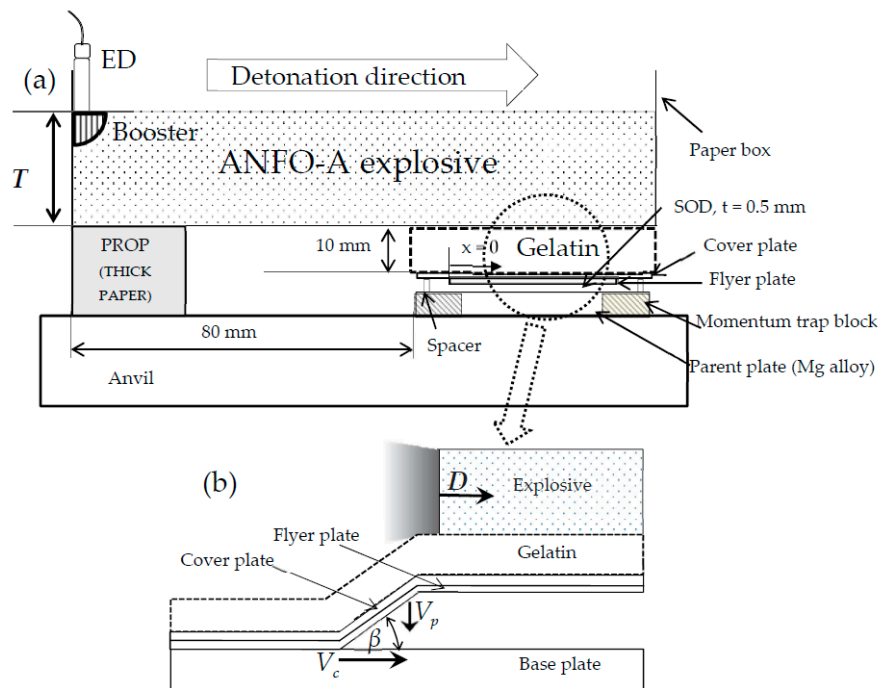 ED
(a)
Detonation direction
Booster
T
ANFO-A explosive
Paper box
SOD, t = 0.5 mm
PROP
(THICK
PAPER)
10 mm
x = 0
Gelatin
Cover plate
Flyer plate
Momentum trap block
80 mm
Spacer
Parent plate (Mg alloy)
Anvil
(b)
D
Explosive
Flyer plate
Gelatin
Cover plate
Vp
β
Vc
Base plate